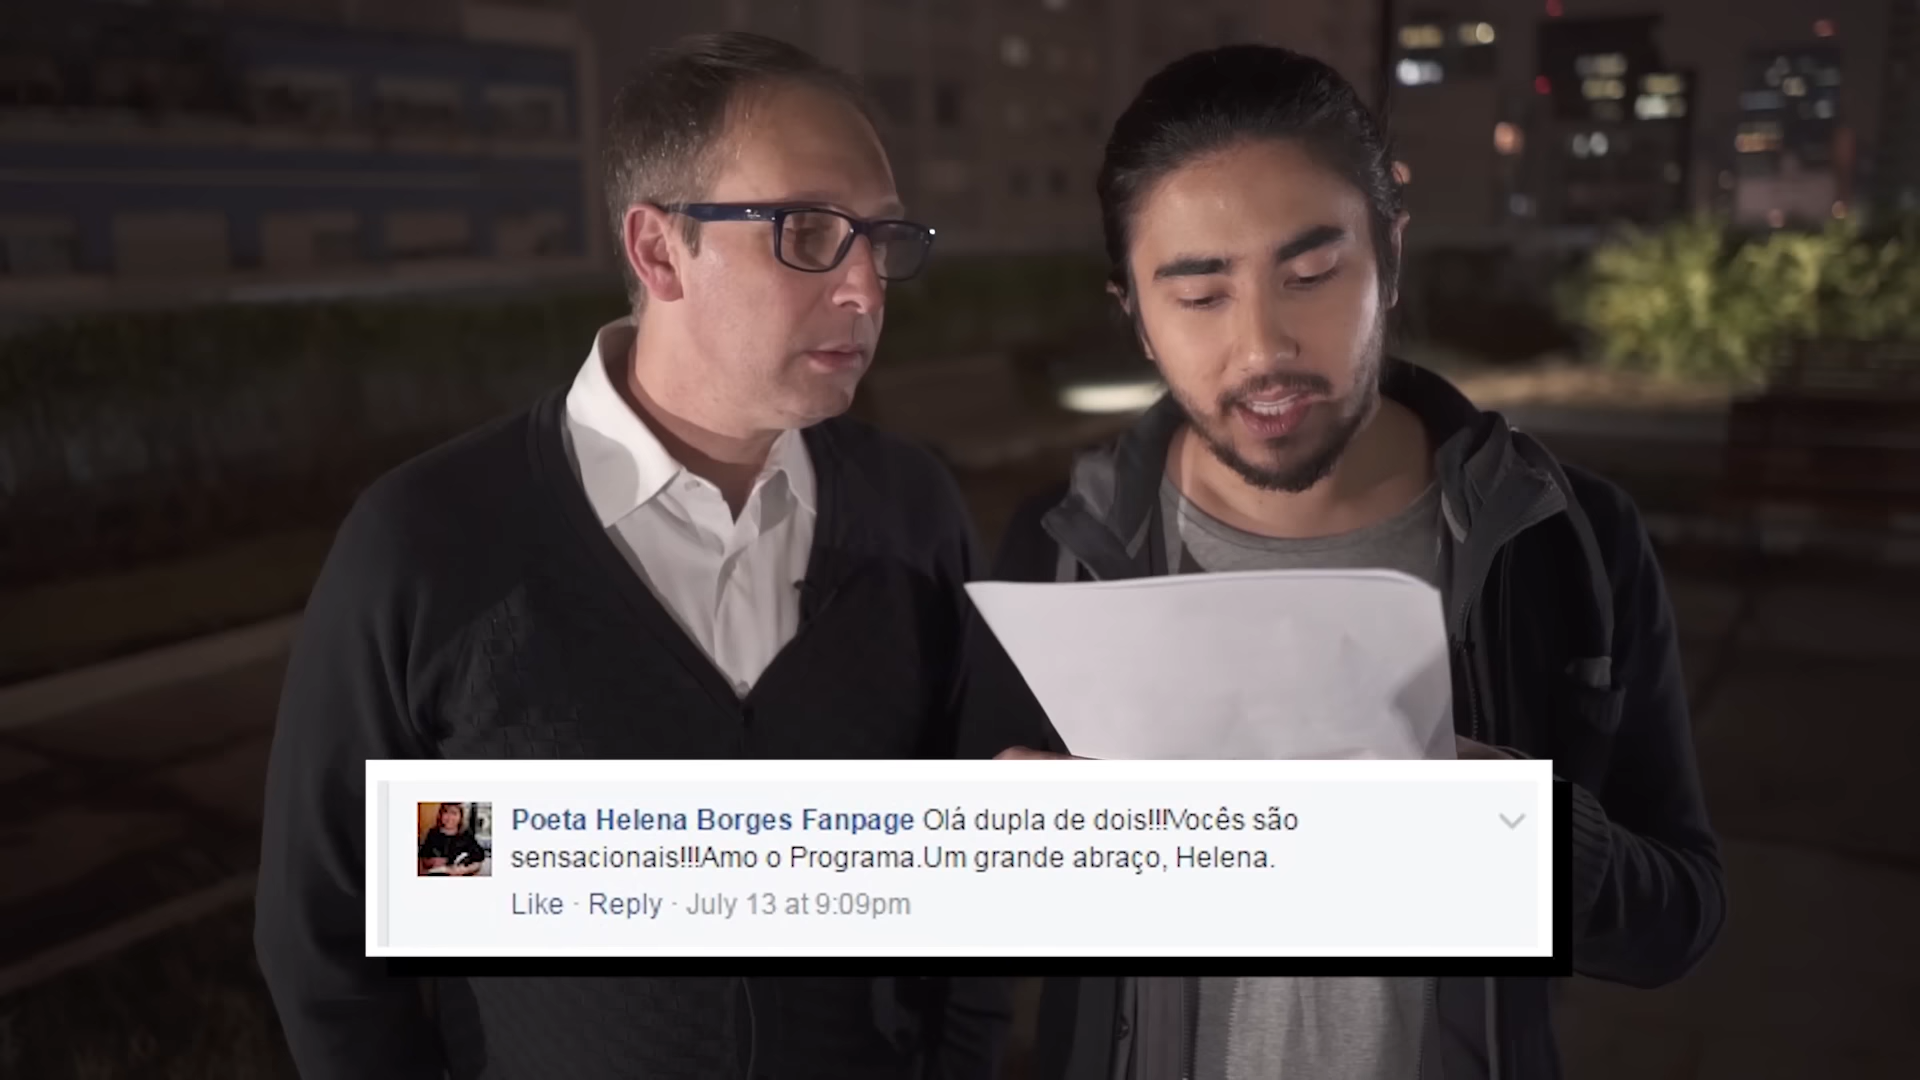 Poeta Helena Borges Fanpage Olá dupla de dois!!!Vocês são
sensacionais!!!Amo o Programa.Um grande abraço, Helena.
Like · Reply · July 13 at 9:09pm